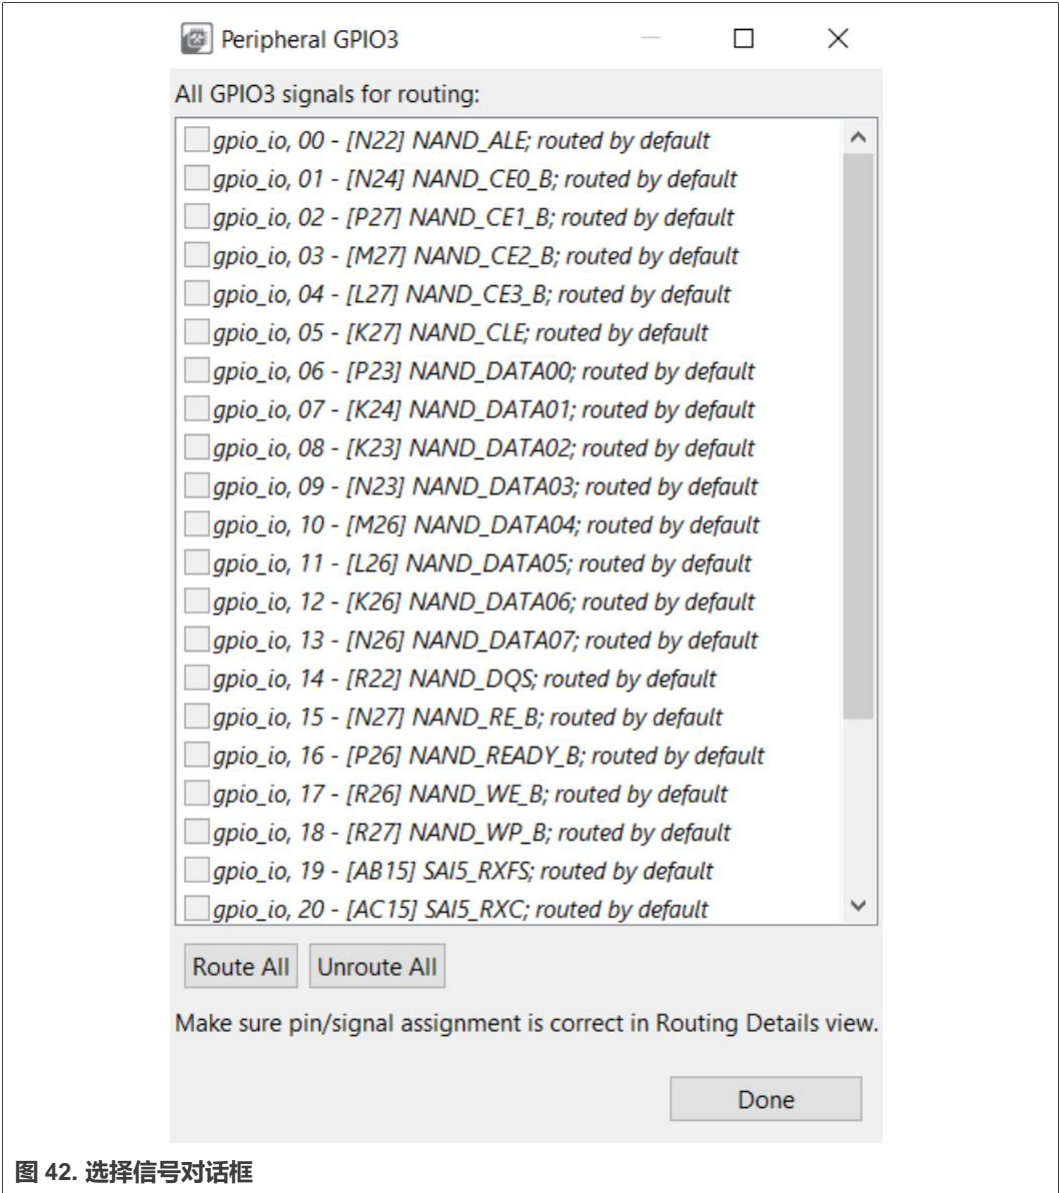 Peripheral GPIO3
All GPIO3 signals for routing:
gpio_io, 00 - [N22] NAND_ALE; routed by default
gpio_io, 01 - [N24] NAND_CE0_B; routed by default
gpio_io, 02 - [P27] NAND_CE1_B; routed by default
gpio_io, 03 - [M27] NAND_CE2_B; routed by default
gpio_io, 04 - [L27] NAND_CE3_B; routed by default
gpio_io, 05 - [K27] NAND_CLE; routed by default
gpio_io, 06 - [P23] NAND_DATA00; routed by default
gpio_io, 07 - [K24] NAND_DATA01; routed by default
gpio_io, 08 - [K23] NAND_DATA02; routed by default
gpio_io, 09 - [N23] NAND_DATA03; routed by default
gpio_io, 10 - [M26] NAND_DATA04; routed by default
gpio_io, 11 - [L26] NAND_DATA05; routed by default
gpio_io, 12 - [K26] NAND_DATA06; routed by default
gpio_io, 13 - [N26] NAND_DATA07; routed by default
gpio_io, 14 - [R22] NAND_DQS; routed by default
gpio_io, 15 - [N27] NAND_RE_B; routed by default
gpio_io, 16 - [P26] NAND_READY_B; routed by default
gpio_io, 17 - [R26] NAND_WE_B; routed by default
gpio_io, 18 - [R27] NAND_WP_B; routed by default
gpio_io, 19 - [AB15] SAI5_RXFS; routed by default
gpio_io, 20 - [AC15] SAI5_RXC; routed by default
Route All Unroute All
Make sure pin/signal assignment is correct in Routing Details view.
Done
图 42. 选择信号对话框